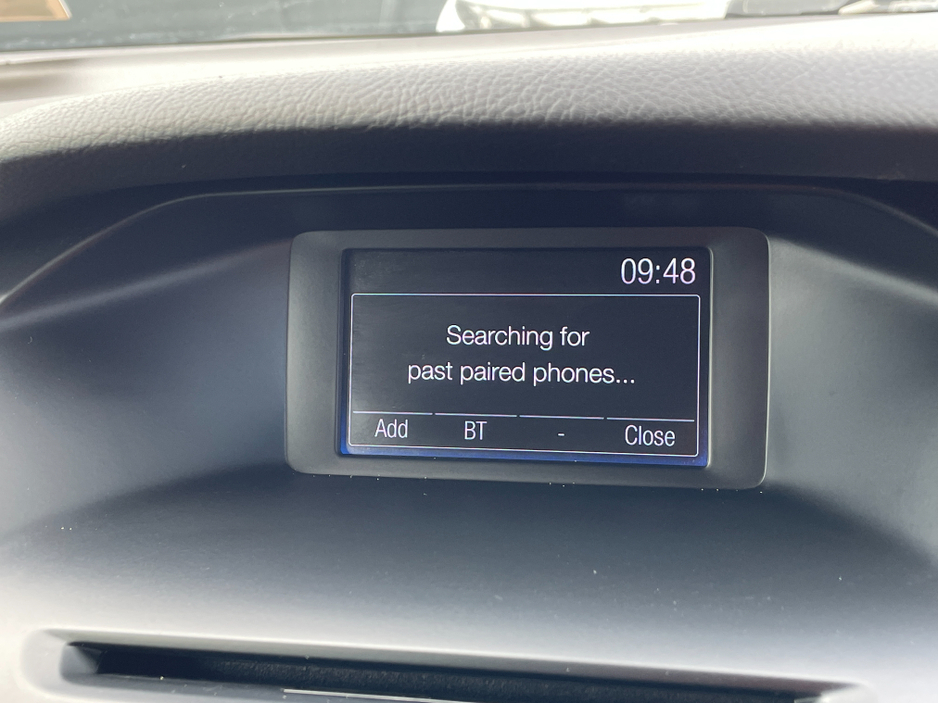 09:48
Searching for
past paired phones...
Add BT - Close